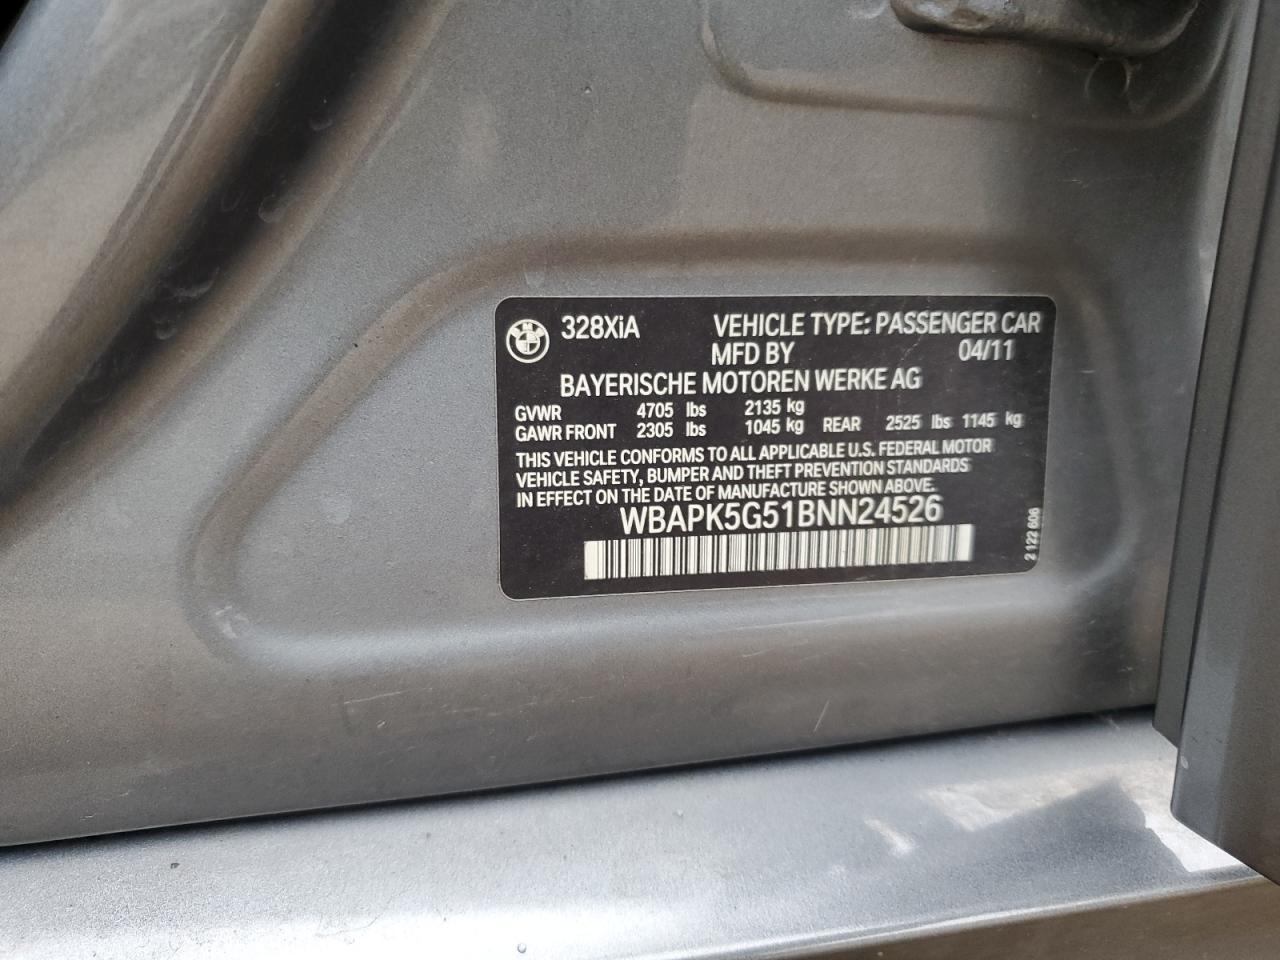 328XiA VEHICLE TYPE: PASSENGER CAR
MFD BY 04/11
BAYERISCHE MOTOREN WERKE AG
GVWR 4705 lbs 2135 kg
GAWR FRONT 2305 lbs 1045 kg REAR 2525 lbs 1145 kg
THIS VEHICLE CONFORMS TO ALL APPLICABLE U.S. FEDERAL MOTOR
VEHICLE SAFETY, BUMPER AND THEFT PREVENTION STANDARDS
IN EFFECT ON THE DATE OF MANUFACTURE SHOWN ABOVE.
WBAPK5G51BNN24526
2 122 606